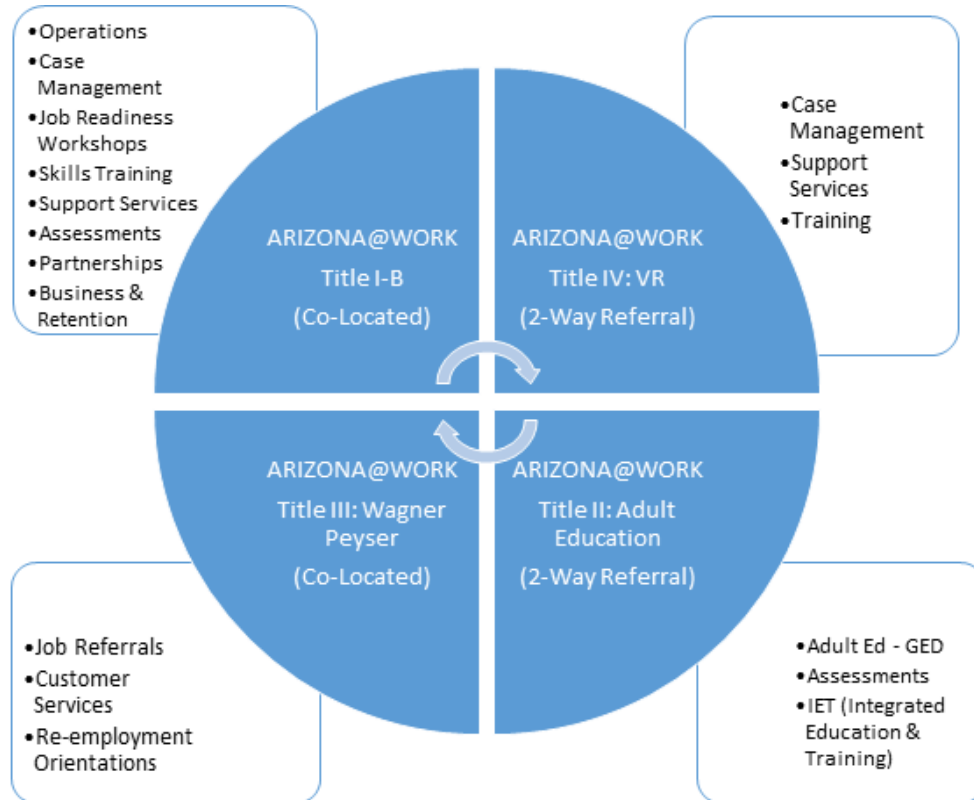 •Operations
•Case
Management
•Job Readiness
Workshops
•Skills Training
•Support Services
•Assessments
•Partnerships
•Business &
Retention
ARIZONA@WORK
Title I-B
(Co-Located)
ARIZONA@WORK
Title IV: VR
(2-Way Referral)
•Case
Management
•Support
Services
•Training
ARIZONA@WORK
Title III: Wagner
Peyser
(Co-Located)
ARIZONA@WORK
Title II: Adult
Education
(2-Way Referral)
•Job Referrals
•Customer
Services
•Re-employment
Orientations
•Adult Ed - GED
•Assessments
•IET (Integrated
Education &
Training)